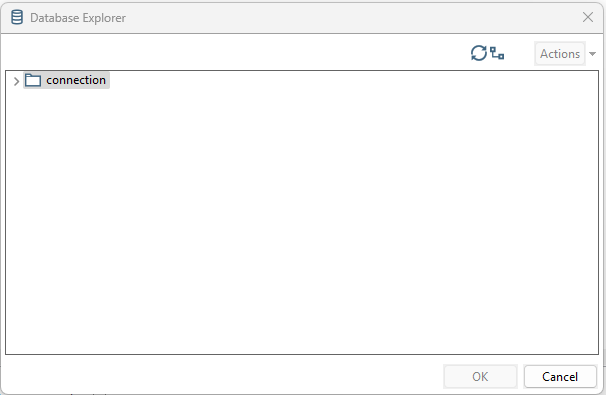 Database Explorer
Actions
connection
OK
Cancel